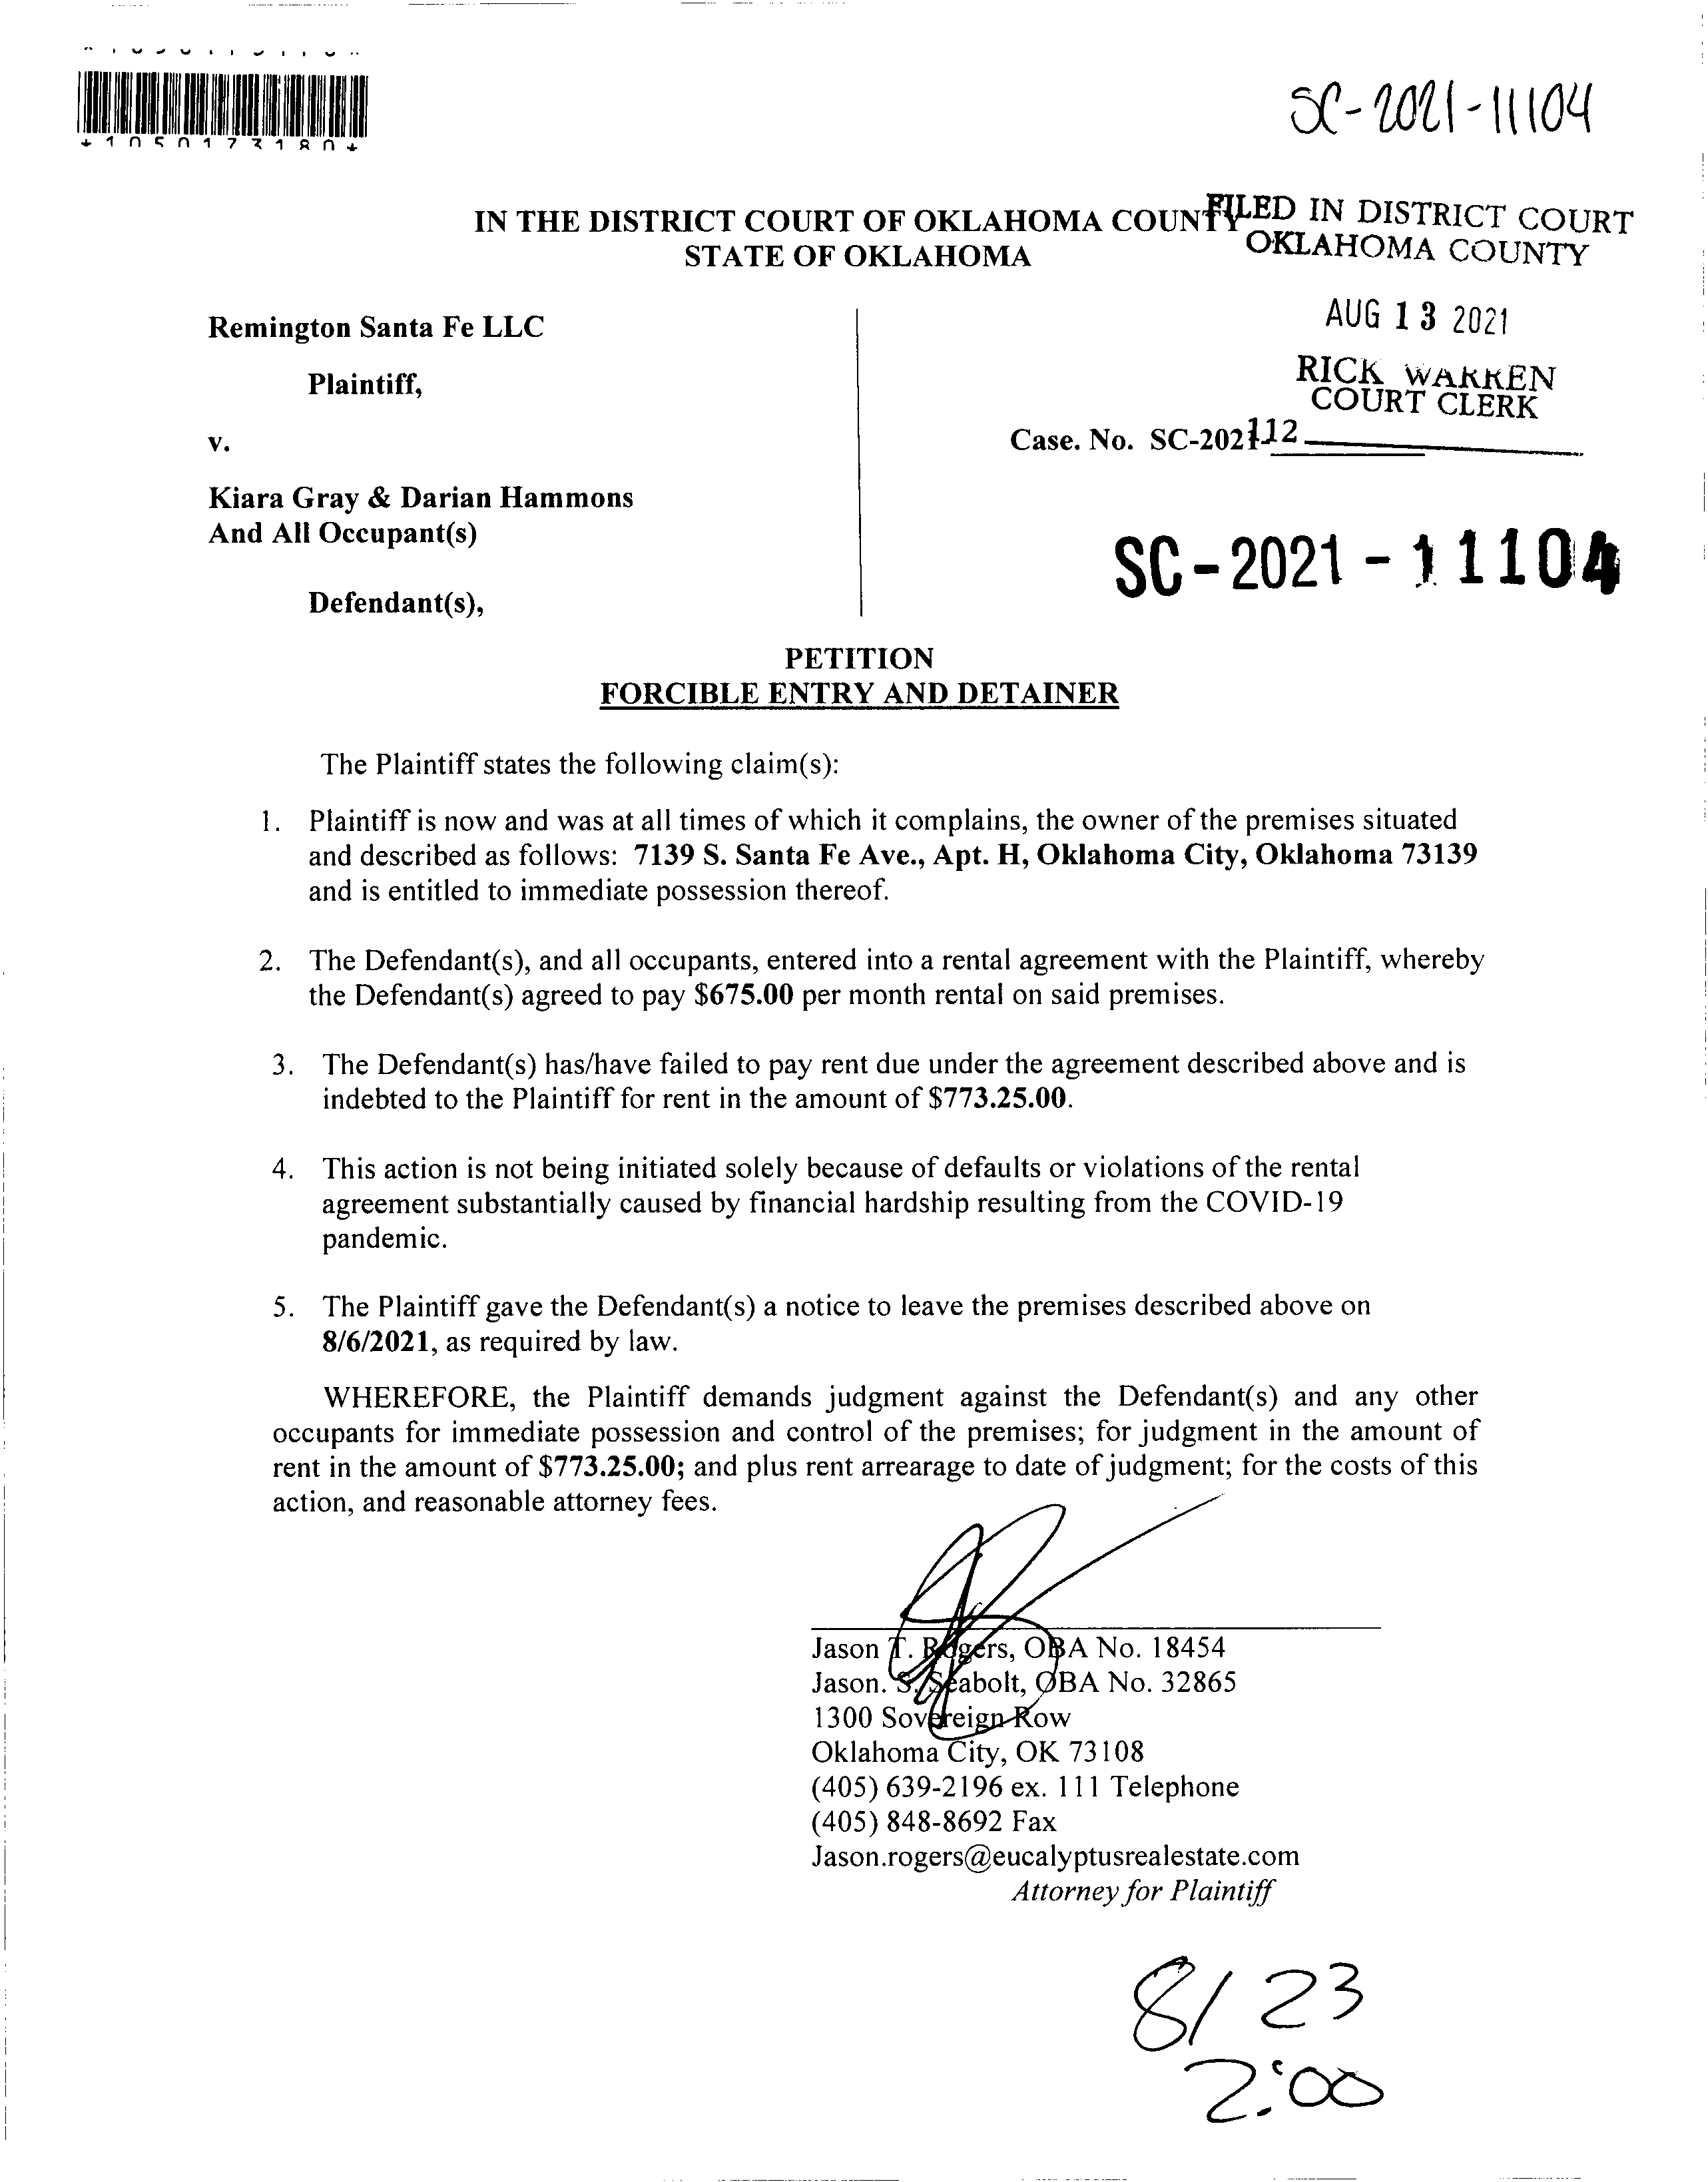 *1050173180*
SC-2021-11104
IN THE DISTRICT COURT OF OKLAHOMA COUNTY
STATE OF OKLAHOMA
FILED IN DISTRICT COURT
OKLAHOMA COUNTY
AUG 13 2021
RICK WARREN
COURT CLERK
112
Remington Santa Fe LLC
Plaintiff,
v.
Case. No. SC-2021-
Kiara Gray & Darian Hammons
And All Occupant(s)
SC-2021-11104
Defendant(s),
PETITION
FORCIBLE ENTRY AND DETAINER
The Plaintiff states the following claim(s):
1. Plaintiff is now and was at all times of which it complains, the owner of the premises situated
and described as follows: 7139 S. Santa Fe Ave., Apt. H, Oklahoma City, Oklahoma 73139
and is entitled to immediate possession thereof.
2. The Defendant(s), and all occupants, entered into a rental agreement with the Plaintiff, whereby
the Defendant(s) agreed to pay $675.00 per month rental on said premises.
3. The Defendant(s) has/have failed to pay rent due under the agreement described above and is
indebted to the Plaintiff for rent in the amount of $773.25.00.
4. This action is not being initiated solely because of defaults or violations of the rental
agreement substantially caused by financial hardship resulting from the COVID-19
pandemic.
5. The Plaintiff gave the Defendant(s) a notice to leave the premises described above on
8/6/2021, as required by law.
WHEREFORE, the Plaintiff demands judgment against the Defendant(s) and any other
occupants for immediate possession and control of the premises; for judgment in the amount of
rent in the amount of $773.25.00; and plus rent arrearage to date of judgment; for the costs of this
action, and reasonable attorney fees.
Jason T. Rogers, OBA No. 18454
Jason. S. Seabolt, OBA No. 32865
1300 Sovereign Row
Oklahoma City, OK 73108
(405) 639-2196 ex. 111 Telephone
(405) 848-8692 Fax
Jason.rogers@eucalyptusrealestate.com
Attorney for Plaintiff
8/23
2:00